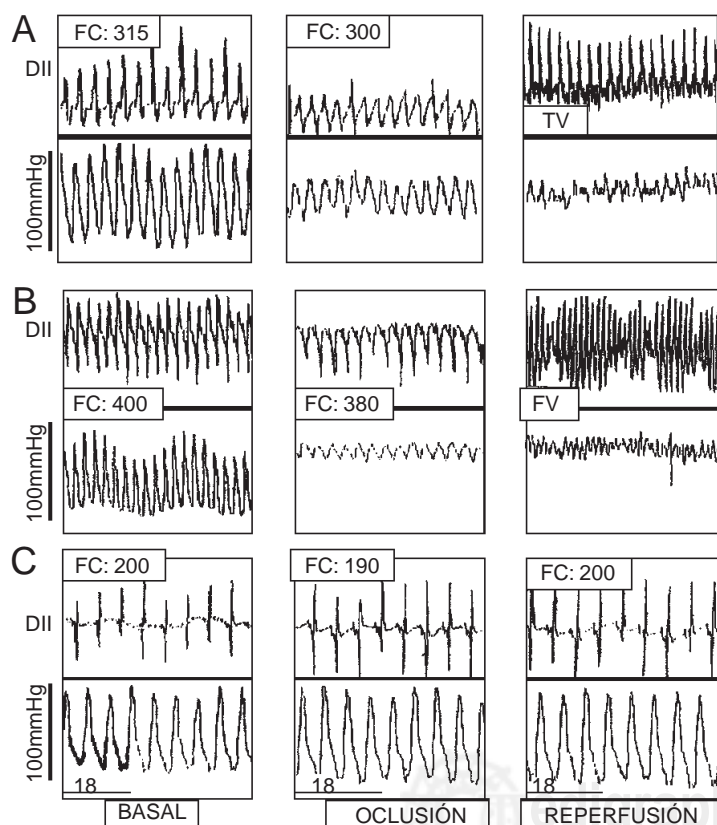 A
FC: 315
FC: 300
DII
TV
100mmHg
B
DII
FC: 400
FC: 380
FV
100mmHg
C
FC: 200
FC: 190
FC: 200
DII
100mmHg
18
18
18
BASAL
OCLUSIÓN
REPERFUSIÓN